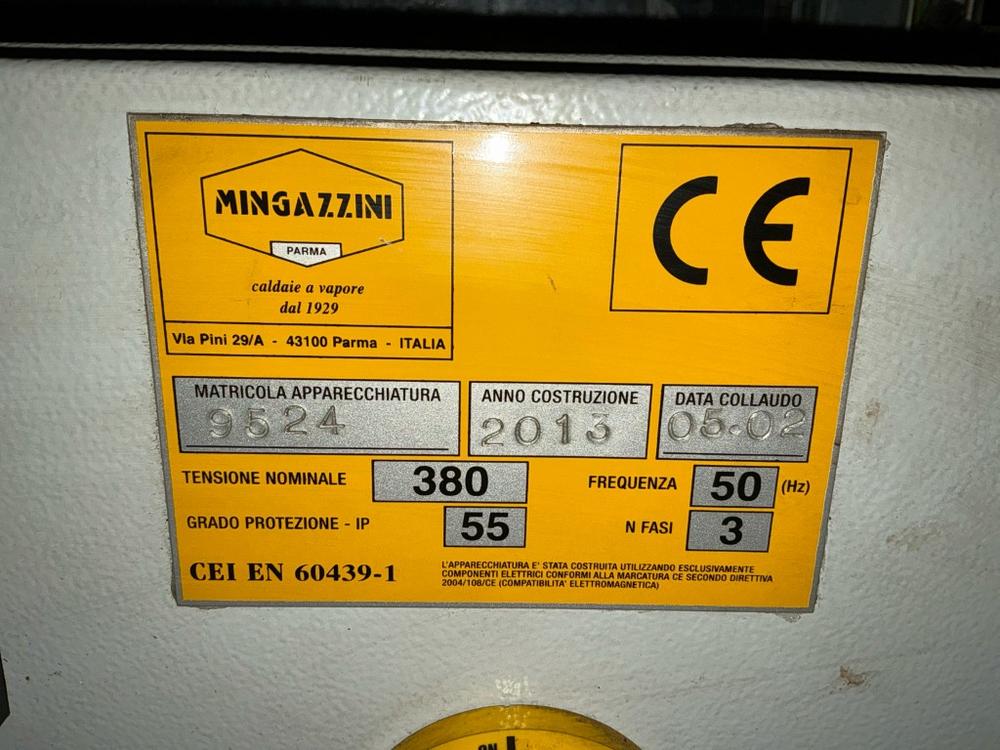 MINGAZZINI
PARMA
caldaie a vapore
dal 1929
Via Pini 29/A - 43100 Parma - ITALIA
CE
MATRICOLA APPARECCHIATURA
9524
ANNO COSTRUZIONE
2013
DATA COLLAUDO
05.02
TENSIONE NOMINALE 380
FREQUENZA 50 (Hz)
GRADO PROTEZIONE - IP 55
N FASI 3
CEI EN 60439-1
L'APPARECCHIATURA E' STATA COSTRUITA UTILIZZANDO ESCLUSIVAMENTE
COMPONENTI ELETTRICI CONFORMI ALLA MARCATURA CE SECONDO DIRETTIVA
2004/108/CE (COMPATIBILITA' ELETTROMAGNETICA)
ON I